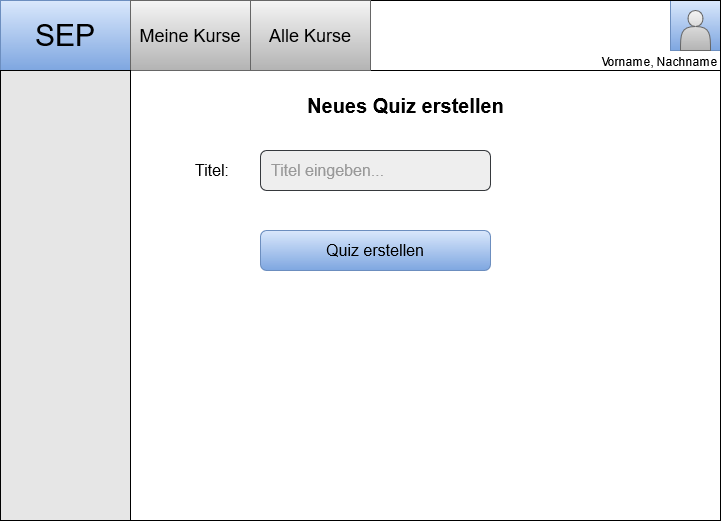 SEP
Meine Kurse
Alle Kurse
Vorname, Nachname
Neues Quiz erstellen
Titel:
Titel eingeben...
Quiz erstellen